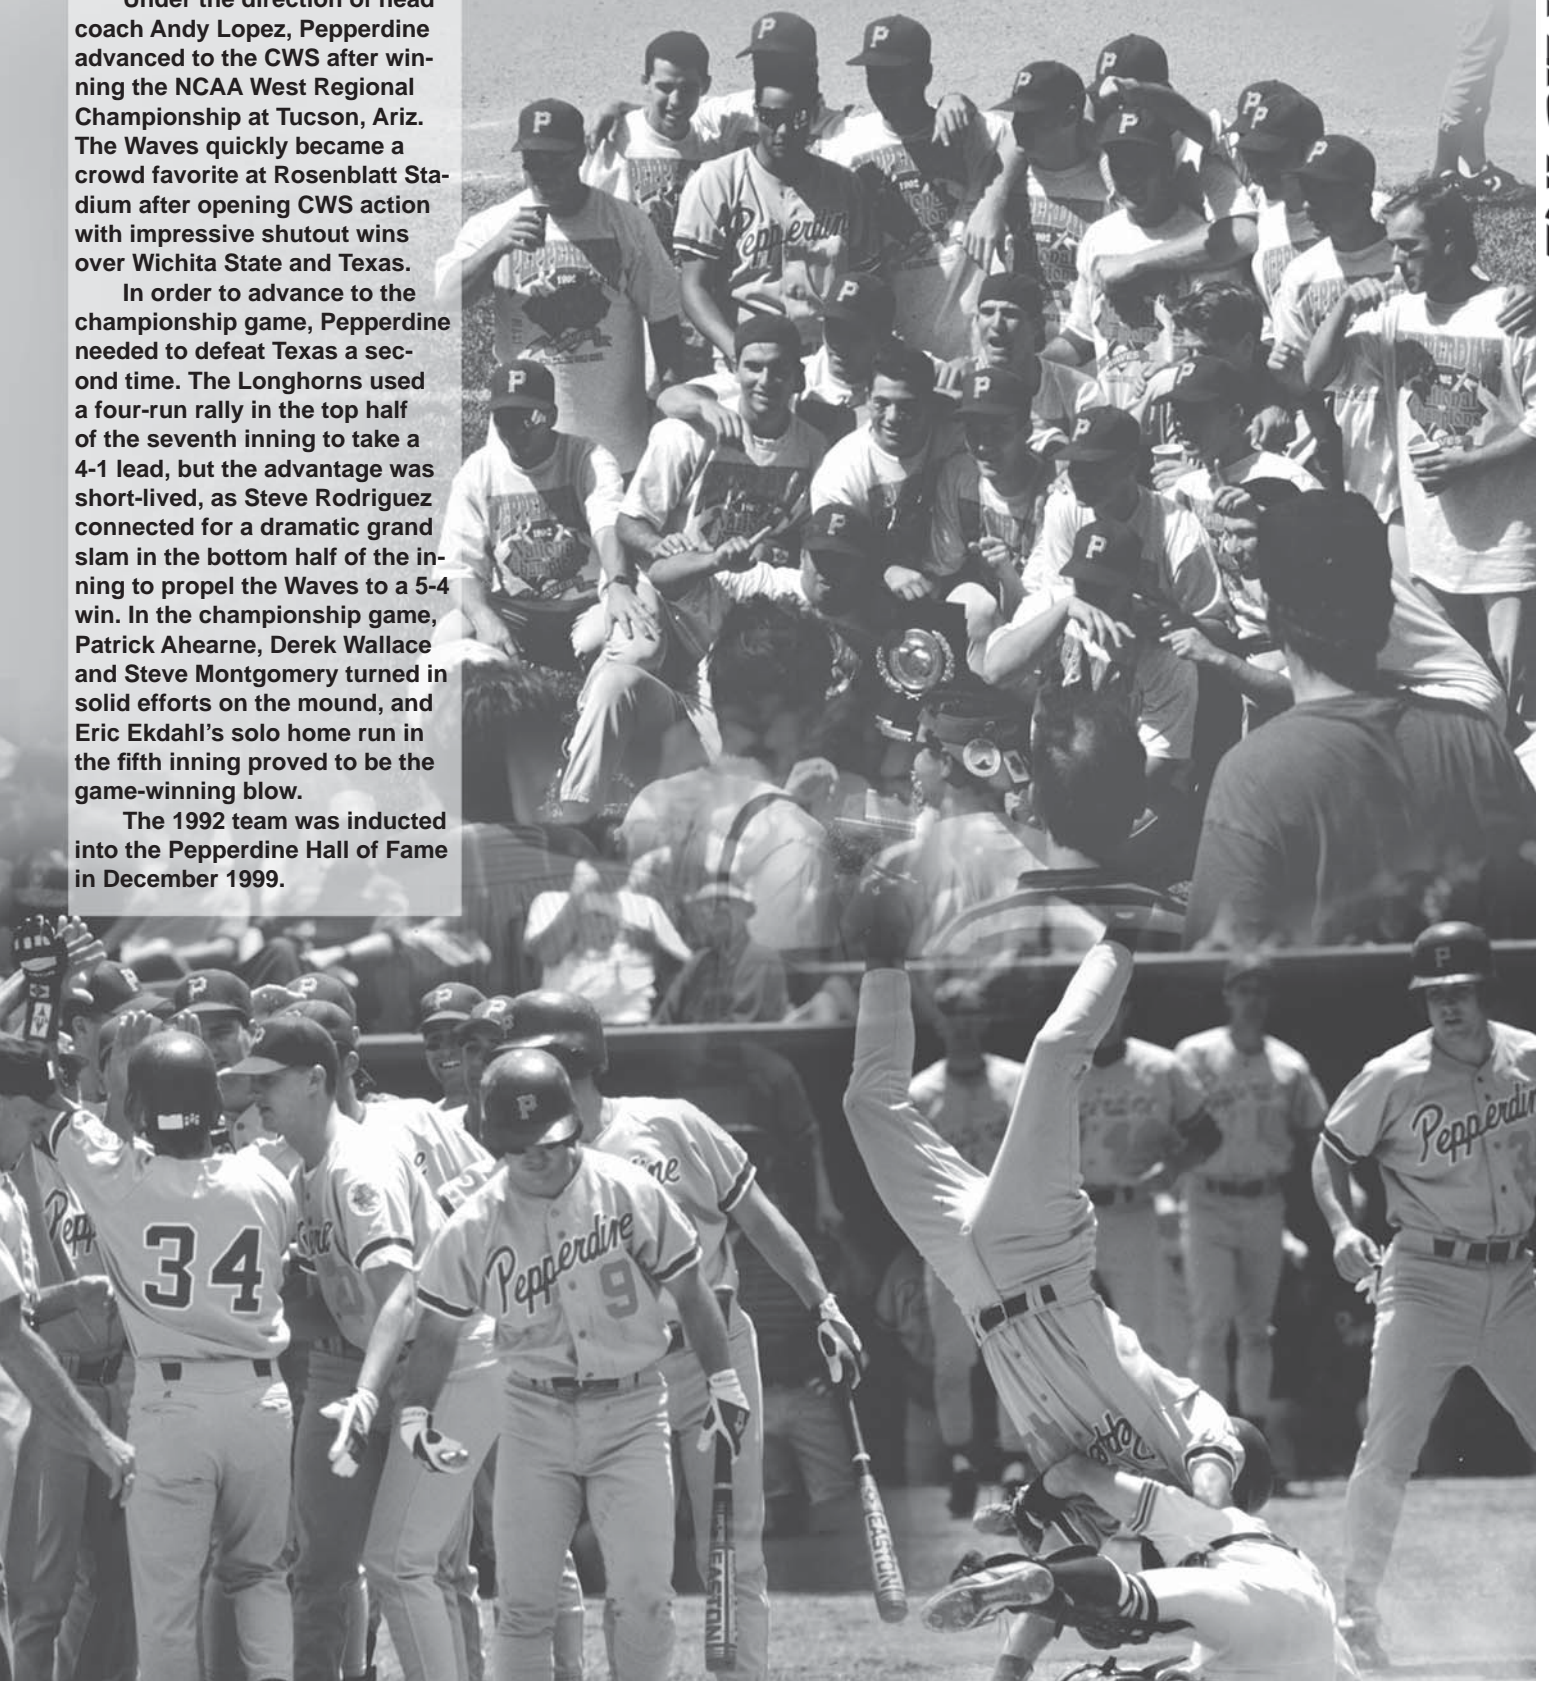 Under the direction of head
coach Andy Lopez, Pepperdine
advanced to the CWS after win-
ning the NCAA West Regional
Championship at Tucson, Ariz.
The Waves quickly became a
crowd favorite at Rosenblatt Sta-
dium after opening CWS action
with impressive shutout wins
over Wichita State and Texas.
In order to advance to the
championship game, Pepperdine
needed to defeat Texas a sec-
ond time. The Longhorns used
a four-run rally in the top half
of the seventh inning to take a
4-1 lead, but the advantage was
short-lived, as Steve Rodriguez
connected for a dramatic grand
slam in the bottom half of the in-
ning to propel the Waves to a 5-4
win. In the championship game,
Patrick Ahearne, Derek Wallace
and Steve Montgomery turned in
solid efforts on the mound, and
Eric Ekdahl's solo home run in
the fifth inning proved to be the
game-winning blow.
The 1992 team was inducted
into the Pepperdine Hall of Fame
in December 1999.
Pepperdine
34
Pepperdine
9
EASTON
EASTON